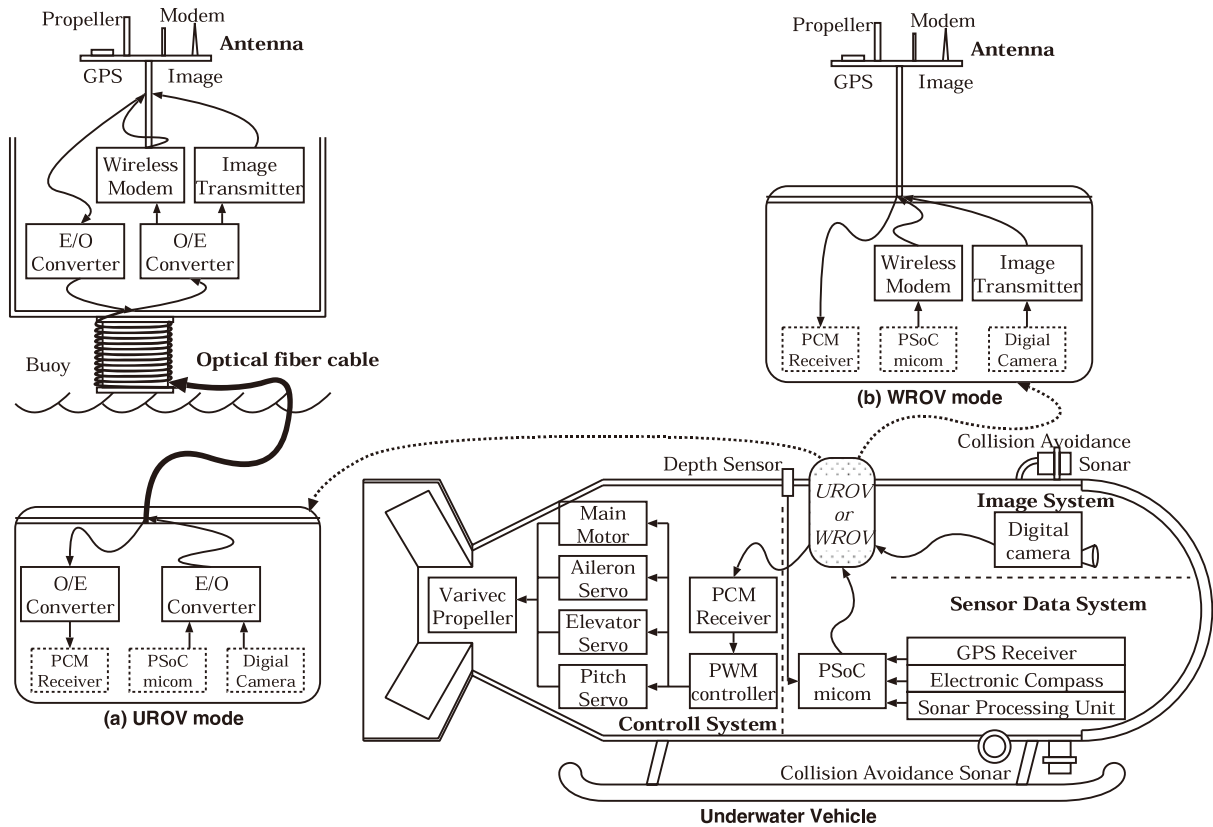 Propeller
Modem
Antenna
GPS
Image
Wireless
Modem
Image
Transmitter
E/O
Converter
O/E
Converter
Buoy
Optical fiber cable
O/E
Converter
E/O
Converter
PCM
Receiver
PSoC
micom
Digial
Camera
(a) UROV mode
Propeller
Modem
Antenna
GPS
Image
Wireless
Modem
Image
Transmitter
PCM
Receiver
PSoC
micom
Digial
Camera
(b) WROV mode
Collision Avoidance
Sonar
Depth Sensor
UROV
or
WROV
Image System
Digital
camera
Main
Motor
Aileron
Servo
Elevator
Servo
Pitch
Servo
Varivec
Propeller
PCM
Receiver
PWM
controller
Controll System
Sensor Data System
PSoC
micom
GPS Receiver
Electronic Compass
Sonar Processing Unit
Collision Avoidance Sonar
Underwater Vehicle